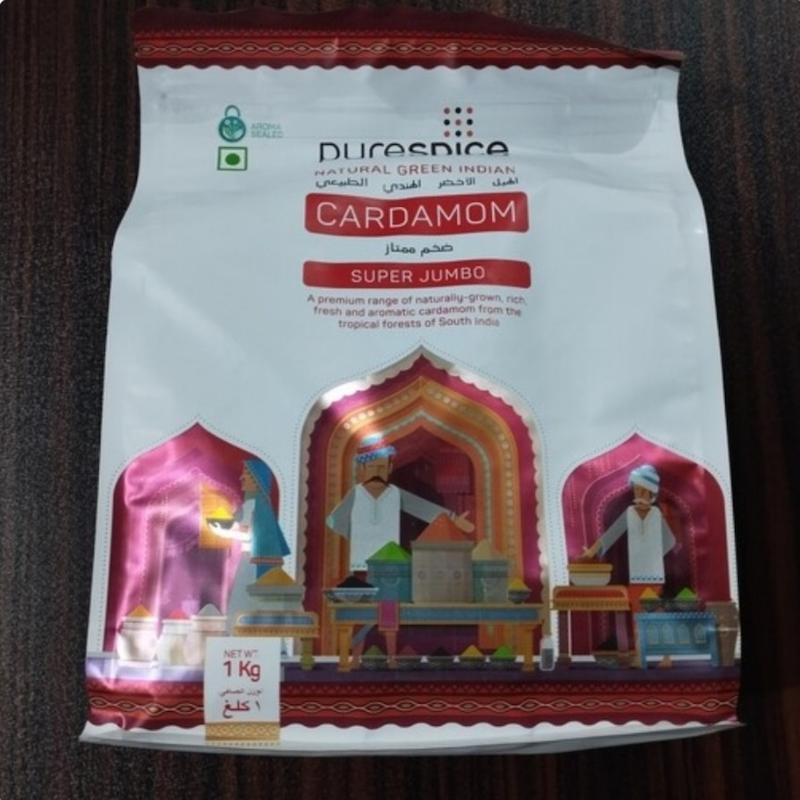 AROMA
SEALED
purespice
NATURAL GREEN INDIAN
الهيل الأخضر الهندي الطبيعي
CARDAMOM
ضخم ممتاز
SUPER JUMBO
A premium range of naturally-grown, rich,
fresh and aromatic cardamom from the
tropical forests of South India
NET WT.
1 Kg
الوزن الصافي
١ كلغ